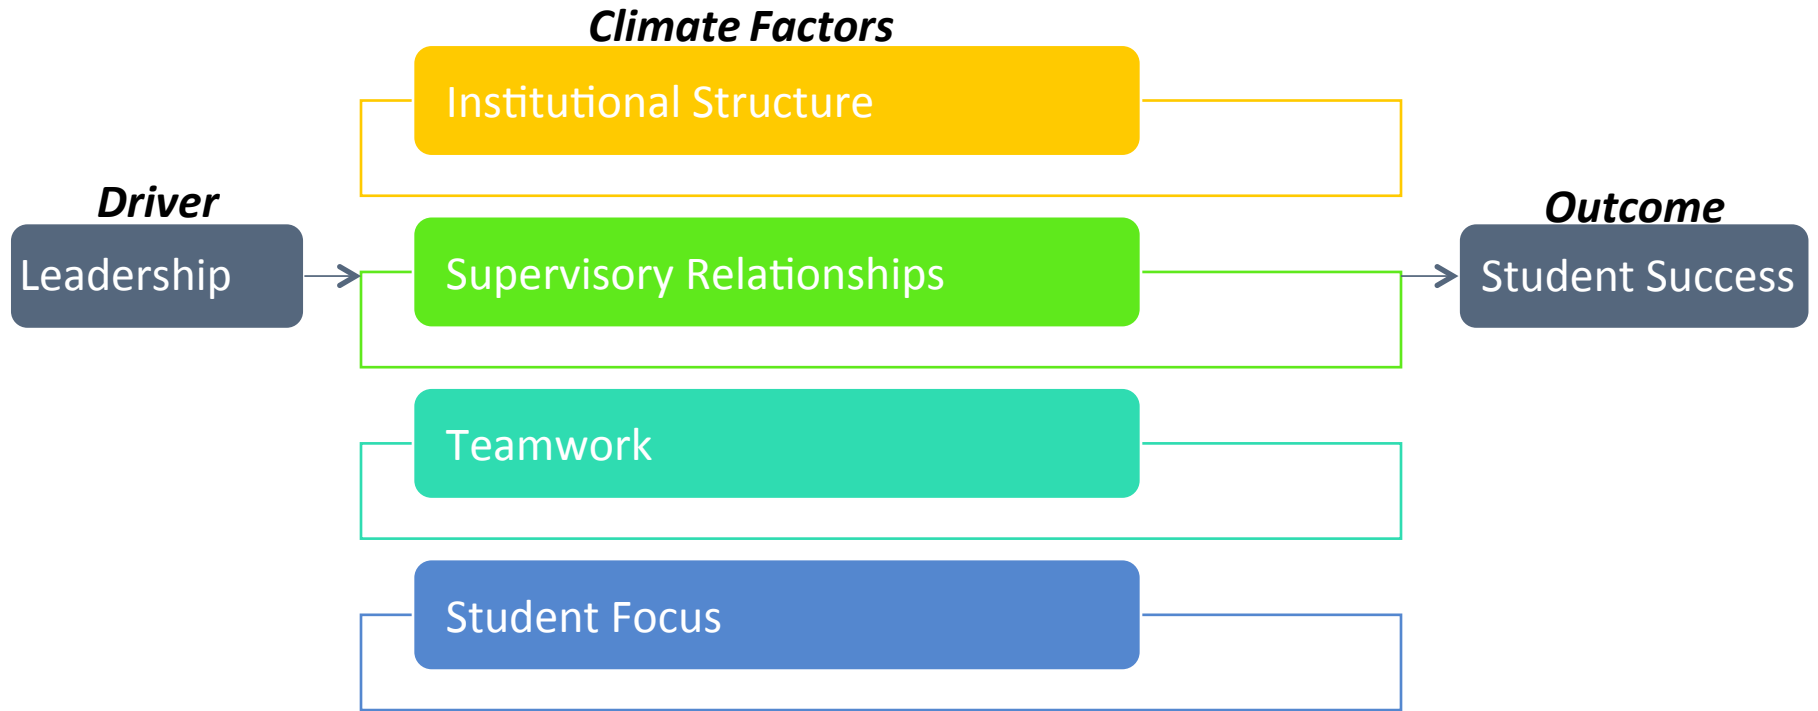 Climate Factors
Institutional Structure
Driver
Leadership
Supervisory Relationships
Outcome
Student Success
Teamwork
Student Focus